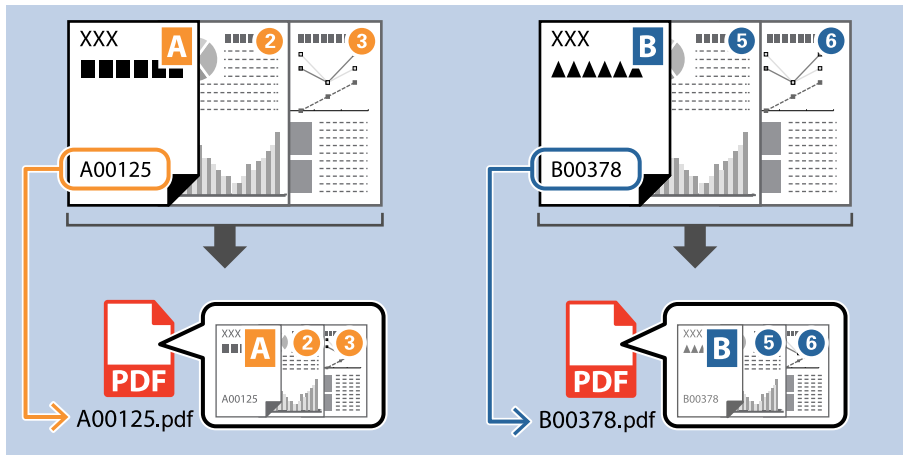 XXX
A
2
3
A00125
XXX
B
5
6
B00378
PDF
XXX
A
2
3
A00125
A00125.pdf
PDF
XXX
B
5
6
B00378
B00378.pdf